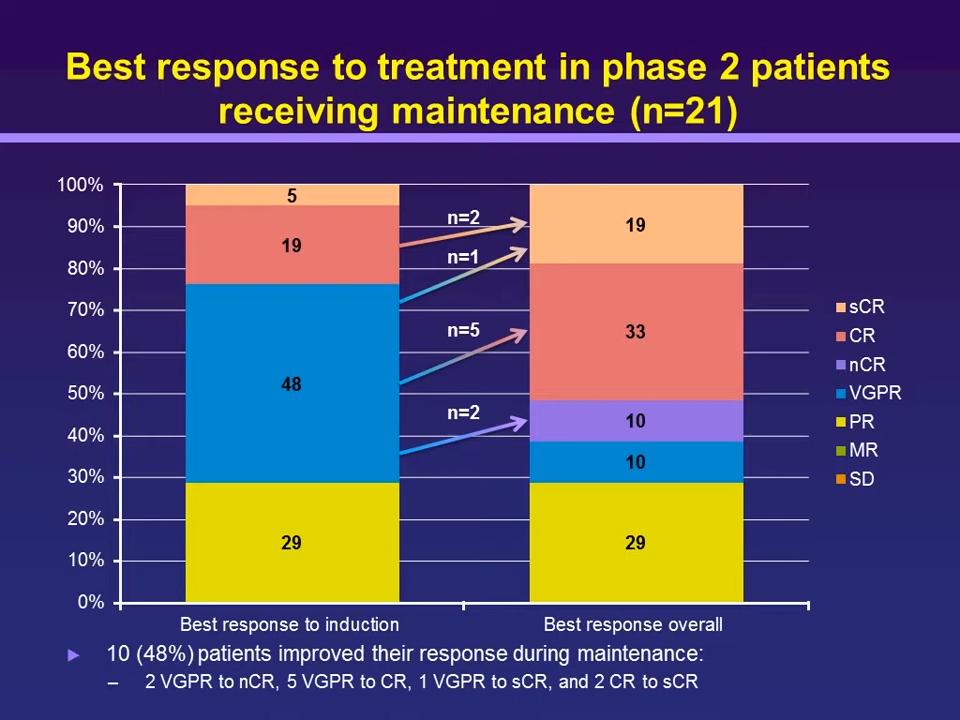 Best response to treatment in phase 2 patients
receiving maintenance (n=21)
100%
90%
80%
70%
60%
50%
40%
30%
20%
10%
0%
5
19
48
29
n=2
n=1
n=5
n=2
19
33
10
10
29
sCR
CR
nCR
VGPR
PR
MR
SD
Best response to induction
Best response overall
10 (48%) patients improved their response during maintenance:
– 2 VGPR to nCR, 5 VGPR to CR, 1 VGPR to sCR, and 2 CR to sCR